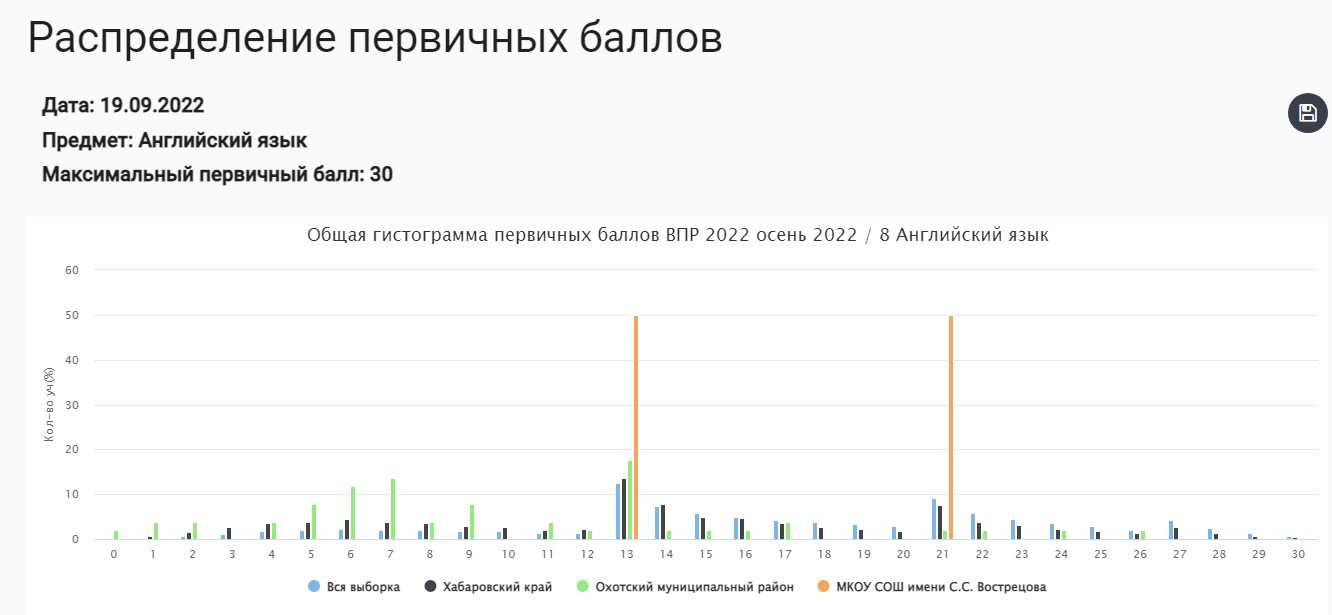 Распределение первичных баллов
Дата: 19.09.2022
Предмет: Английский язык
Максимальный первичный балл: 30
Общая гистограмма первичных баллов ВПР 2022 осень 2022 / 8 Английский язык
60
50
40
30
20
10
0
Кол-во уч(%)
0 1 2 3 4 5 6 7 8 9 10 11 12 13 14 15 16 17 18 19 20 21 22 23 24 25 26 27 28 29 30
Вся выборка Хабаровский край Охотский муниципальный район МКОУ СОШ имени С.С. Вострецова